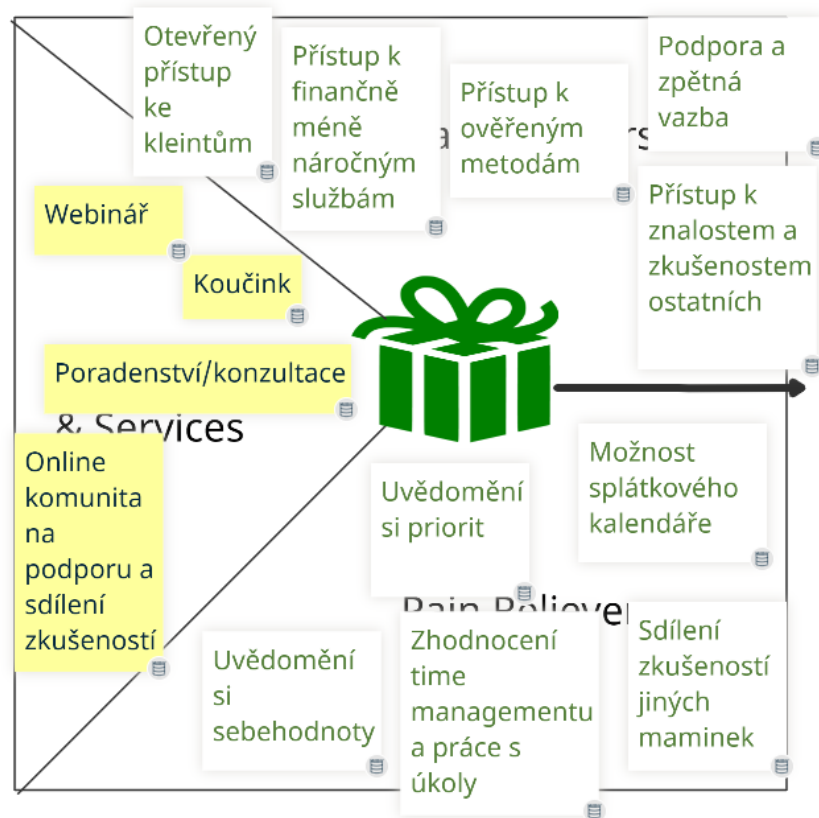 Otevřený
přístup
ke
kleintům
Přístup k
finančně
méně
náročným
službám
Přístup k
ověřeným
metodám
Podpora a
zpětná
vazba
Přístup k
znalostem a
zkušenostem
ostatních
Webinář
Koučink
Poradenství/konzultace
& Services
Online
komunita
na
podporu a
sdílení
zkušeností
Uvědomění
si priorit
Možnost
splátkového
kalendáře
Pain Reliever
Uvědomění
si
sebehodnoty
Zhodnocení
time
managementu
a práce s
úkoly
Sdílení
zkušeností
jiných
maminek